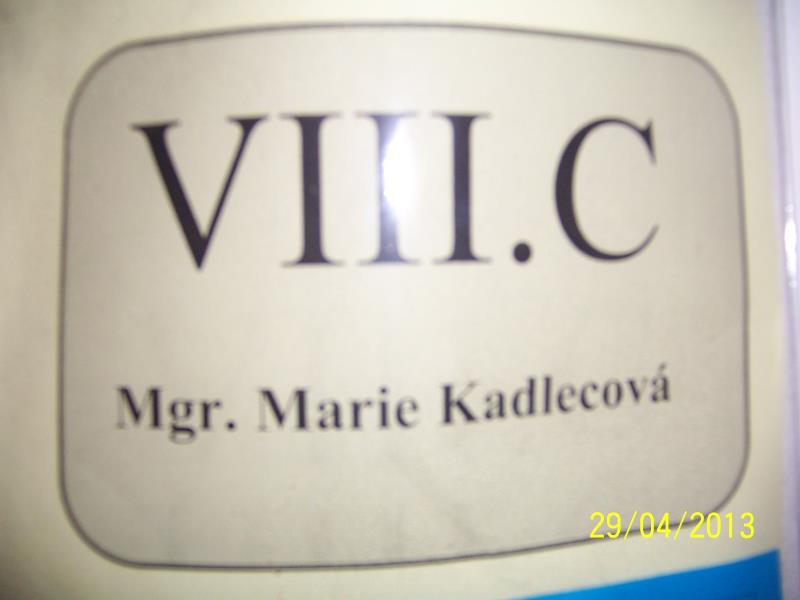 VIII.C
Mgr. Marie Kadlecová
29/04/2013